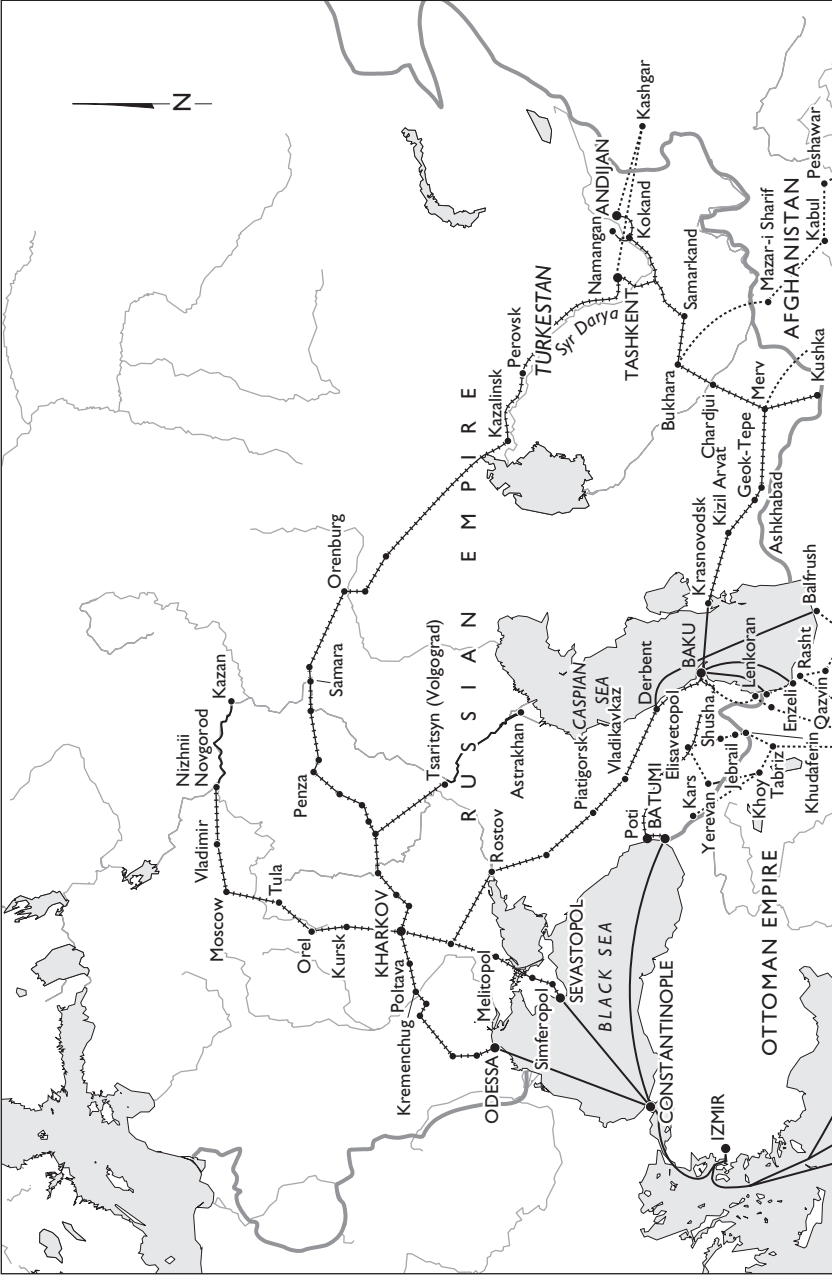 N
Nizhnii
Novgorod
Kazan
Vladimir
Moscow
Tula
Orel
Penza
Samara
Orenburg
Kursk
KHARKOV
Poltava
Kremenchug
Tsaritsyn (Volgograd)
RUSSIAN EMPIRE
Melitopol
ODESSA
Rostov
Astrakhan
Kazalinsk
Perovsk
TURKESTAN
Simferopol
SEVASTOPOL
Piatigorsk
CASPIAN
SEA
Syr Darya
Namangan
ANDIJAN
BLACK SEA
Vladikavkaz
TASHKENT
Kokand
Kashgar
Poti
BATUMI
Derbent
CONSTANTINOPLE
Elisavetopol
BAKU
Krasnovodsk
Bukhara
Samarkand
Kars
Shusha
Kizil Arvat
Chardjui
Yerevan
IZMIR
Jebrail
Lenkoran
Geok-Tepe
Merv
OTTOMAN EMPIRE
Khoy
Tabriz
Ashkhabad
Mazar-i Sharif
AFGHANISTAN
Enzeli
Rasht
Balfrush
Khudaferin
Qazvin
Kushka
Kabul
Peshawar